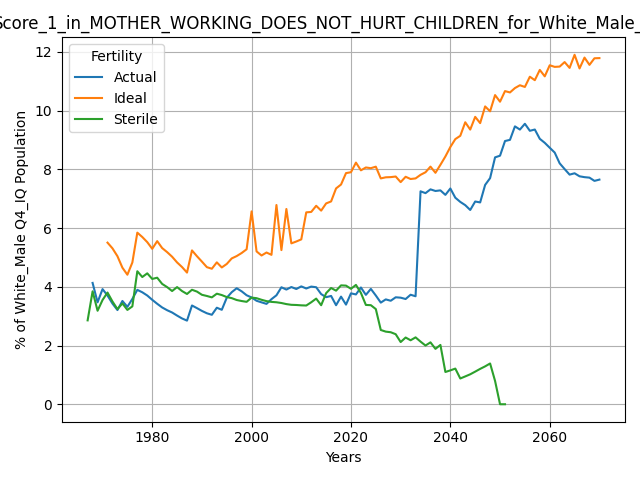 Score_1_in_MOTHER_WORKING_DOES_NOT_HURT_CHILDREN_for_White_Male_
Fertility
Actual
Ideal
Sterile
% of White_Male Q4_IQ Population
12
10
8
6
4
2
0
1980
2000
2020
2040
2060
Years